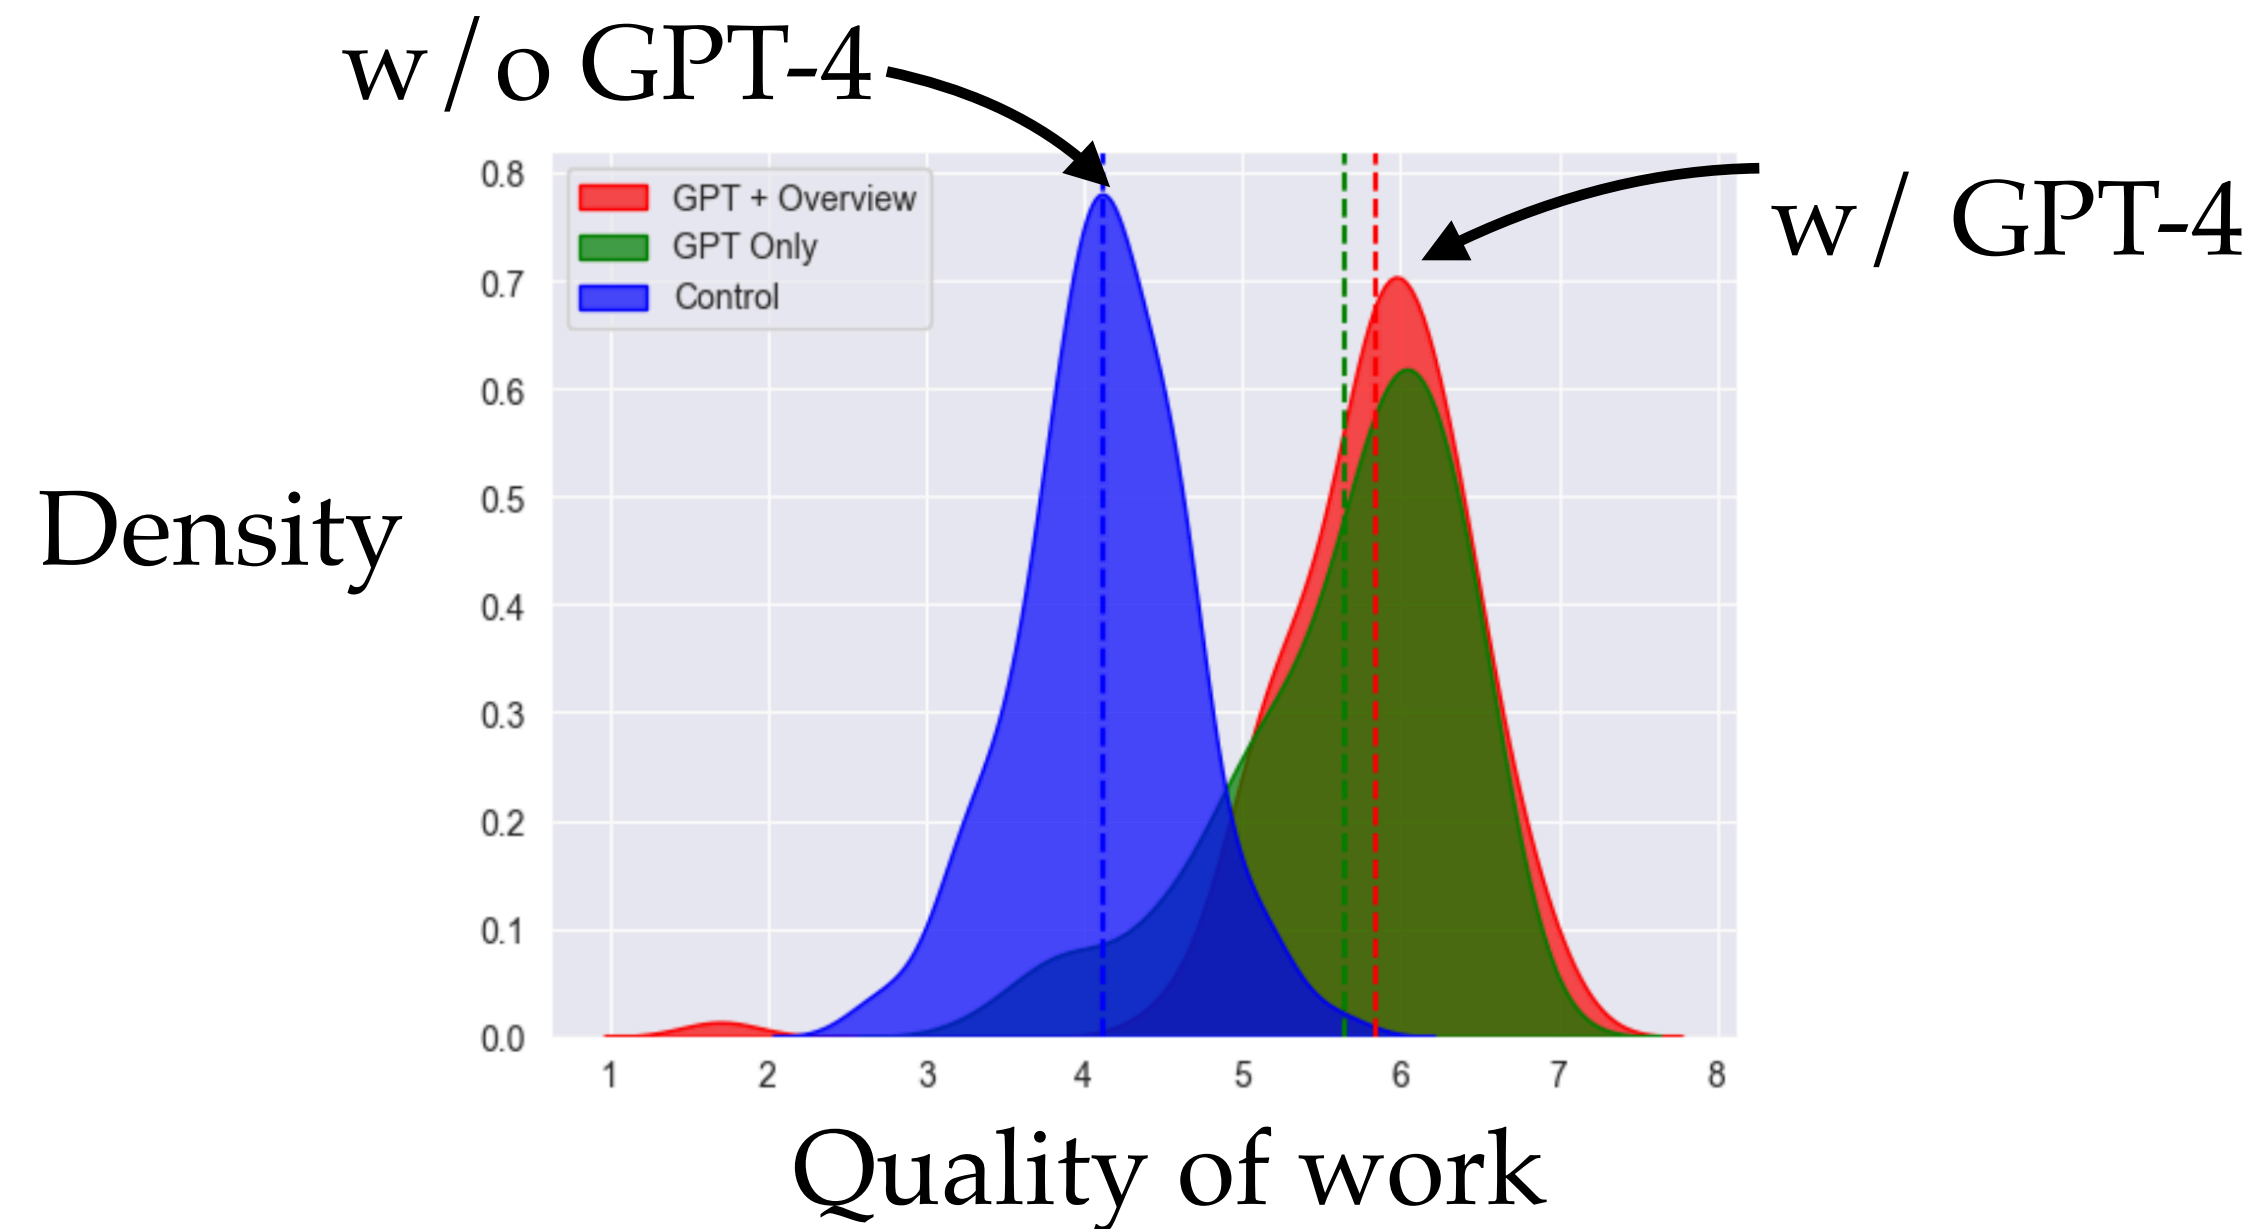 w/o GPT-4
w/ GPT-4
GPT + Overview
GPT Only
Control
Density
0.8
0.7
0.6
0.5
0.4
0.3
0.2
0.1
0.0
1 2 3 4 5 6 7 8
Quality of work